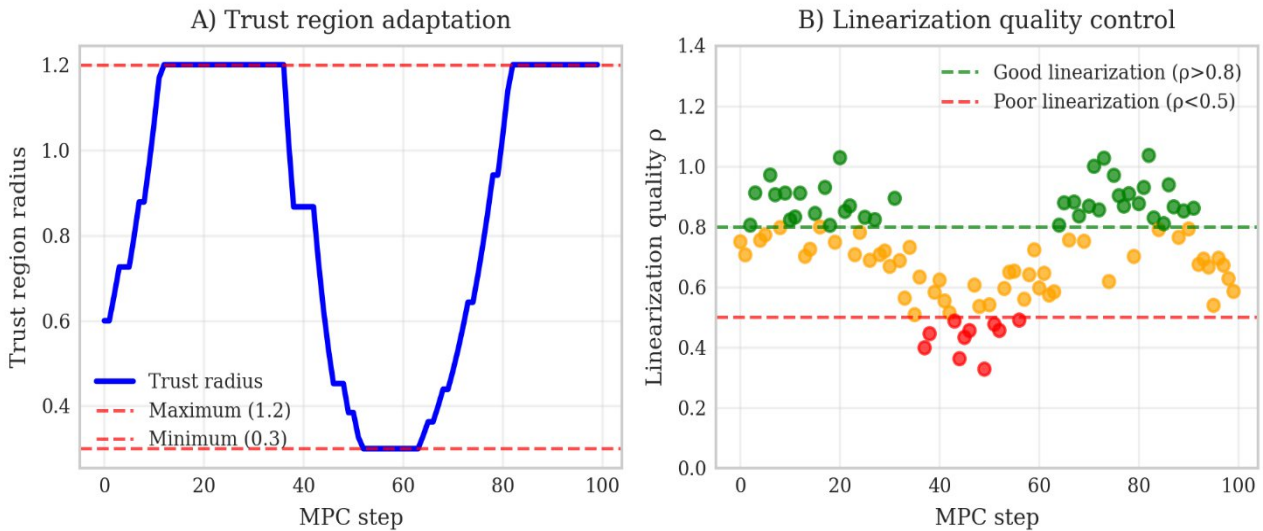 A) Trust region adaptation
Trust region radius
1.2
1.0
0.8
0.6
0.4
Trust radius
Maximum (1.2)
Minimum (0.3)
0
20
40
60
80
100
MPC step
B) Linearization quality control
Linearization quality ρ
1.4
1.2
1.0
0.8
0.6
0.4
0.2
0.0
Good linearization (ρ>0.8)
Poor linearization (ρ<0.5)
0
20
40
60
80
100
MPC step